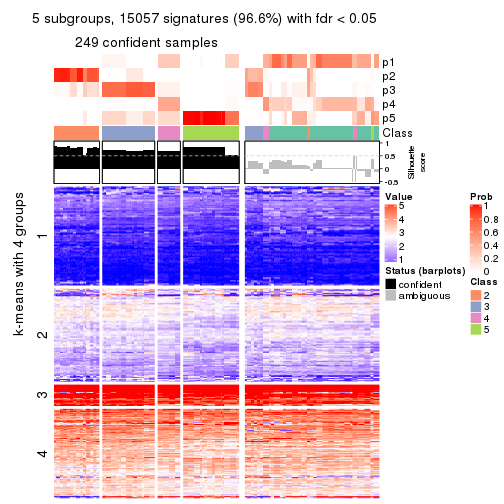 5 subgroups, 15057 signatures (96.6%) with fdr < 0.05
249 confident samples
p1
p2
p3
p4
p5
Class
1
0.5
0
-0.5
Silhouette
score
k-means with 4 groups
1
2
3
4
Value
5
4
3
2
1
Status (barplots)
confident
ambiguous
Prob
1
0.8
0.6
0.4
0.2
0
Class
2
3
4
5